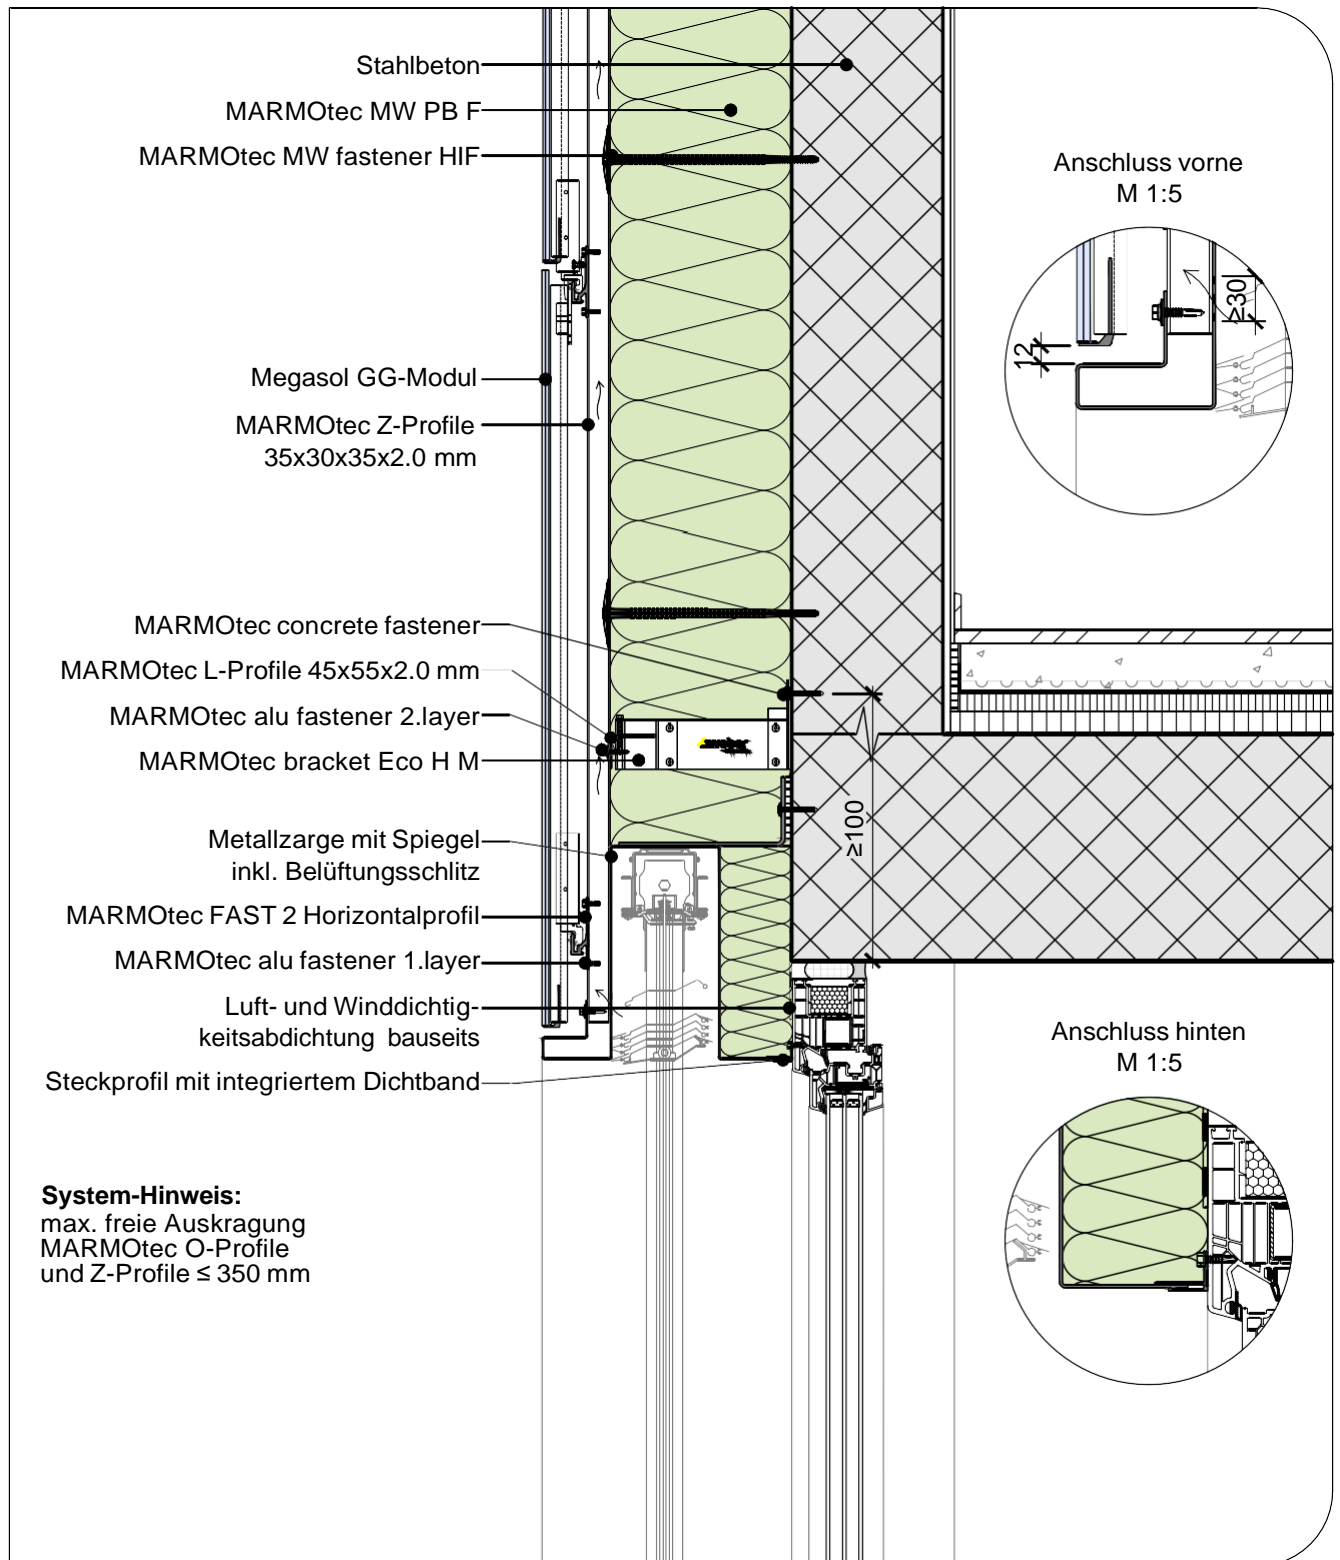 Stahlbeton
MARMOtec MW PB F
MARMOtec MW fastener HIF
Megasol GG-Modul
MARMOtec Z-Profile
35x30x35x2.0 mm
MARMOtec concrete fastener
MARMOtec L-Profile 45x55x2.0 mm
MARMOtec alu fastener 2.layer
MARMOtec bracket Eco H M
Metallzarge mit Spiegel
inkl. Belüftungsschlitz
MARMOtec FAST 2 Horizontalprofil
MARMOtec alu fastener 1.layer
Luft- und Winddichtig-
keitsabdichtung bauseits
Steckprofil mit integriertem Dichtband
System-Hinweis:
max. freie Auskragung
MARMOtec O-Profile
und Z-Profile ≤ 350 mm
weber
≥100
Anschluss vorne
M 1:5
≥30
12
Anschluss hinten
M 1:5